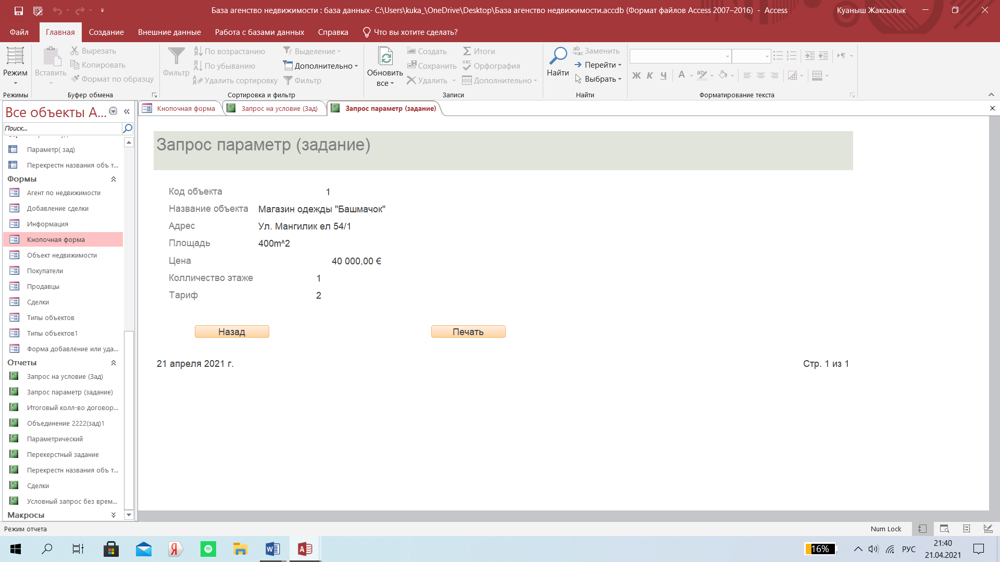 База агенство недвижимости : база данных- C:\Users\kuka_\OneDrive\Desktop\База агенство недвижимости.accdb (Формат файлов Access 2007–2016) - Access
Куаныш Жаксылык
Файл Главная Создание Внешние данные Работа с базами данных Справка Что вы хотите сделать?
Режим
Режимы
Вставить
Вырезать
Копировать
Формат по образцу
Буфер обмена
Фильтр
По возрастанию
По убыванию
Удалить сортировку
Выделение
Дополнительно
Фильтр
Сортировка и фильтр
Обновить
все
Создать
Сохранить
Удалить
Итоги
Орфография
Дополнительно
Записи
Найти
Заменить
Перейти
Выбрать
Найти
Ж К Ч А
Форматирование текста
Все объекты A...
Поиск...
Параметр( зад)
Перекрестн названия объ т...
Формы
Агент по недвижимости
Добавление сделки
Информация
Кнопочная форма
Объект недвижимости
Покупатели
Продавцы
Сделки
Типы объектов
Типы объектов1
Форма добавление или уда...
Отчеты
Запрос на условие (Зад)
Запрос параметр (задание)
Итоговый колл-во договор...
Объединение 2222(зад)1
Параметрический
Перекерстный задание
Перекрестн названия объ т...
Сделки
Условный запрос без врем...
Макросы
Кнопочная форма Запрос на условие (Зад) Запрос параметр (задание)
Запрос параметр (задание)
Код объекта 1
Название объекта Магазин одежды "Башмачок"
Адрес Ул. Мангилик ел 54/1
Площадь 400m^2
Цена 40 000,00 €
Колличество этаже 1
Тариф 2
Назад Печать
21 апреля 2021 г. Стр. 1 из 1
Режим отчета Num Lock
16% РУС
21:40
21.04.2021